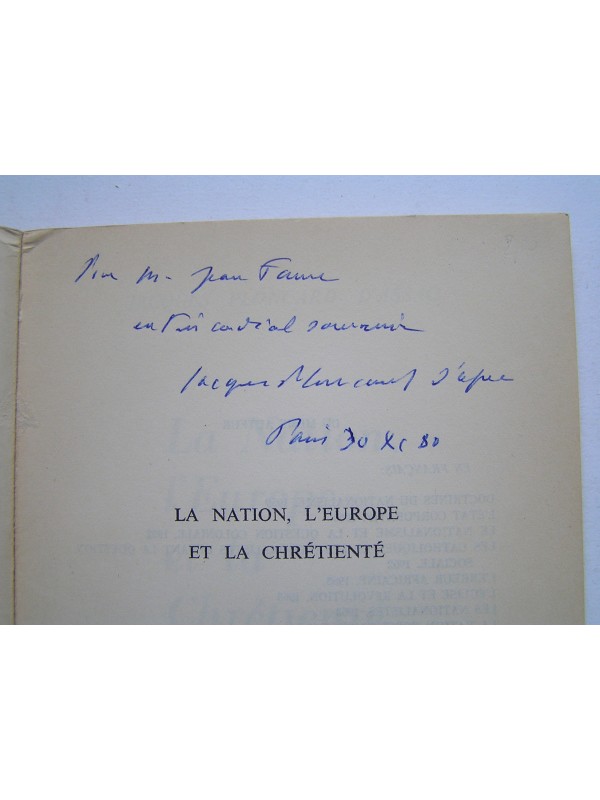 Pour M. Jean Faure
en très cordial souvenir
Jacques Ploncard d'Assac
Paris 30 XI 80
LA NATION, L'EUROPE
ET LA CHRÉTIENTÉ